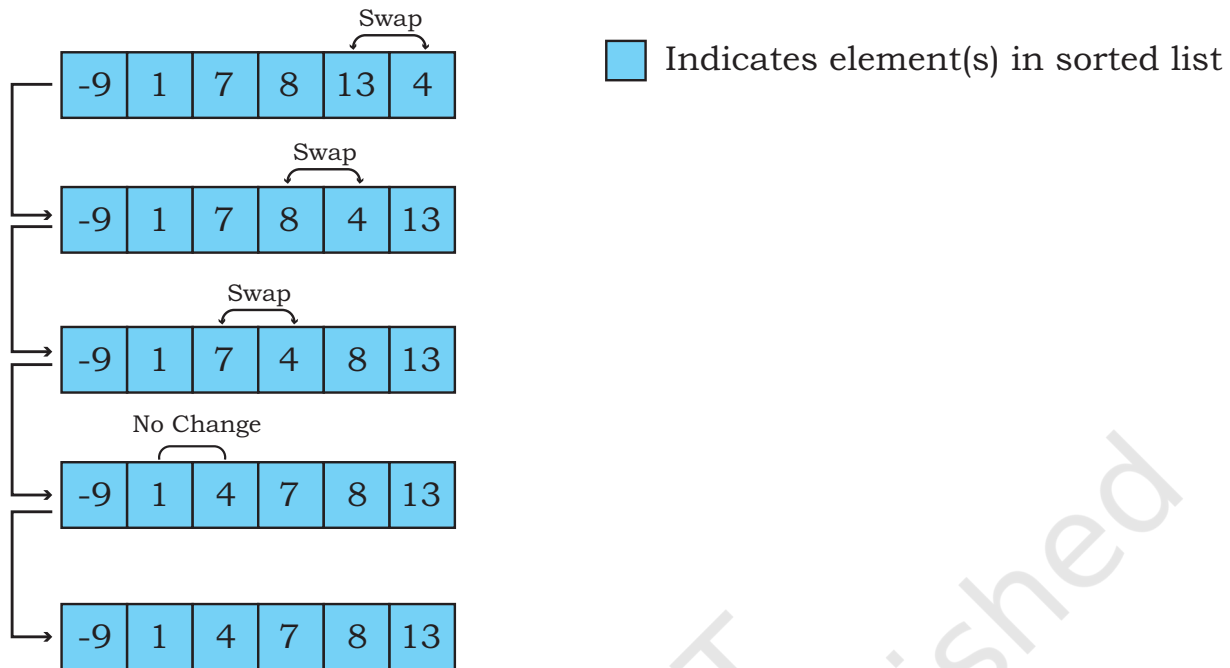 Swap
-9 1 7 8 13 4
Indicates element(s) in sorted list
Swap
-9 1 7 8 4 13
Swap
-9 1 7 4 8 13
No Change
-9 1 4 7 8 13
-9 1 4 7 8 13